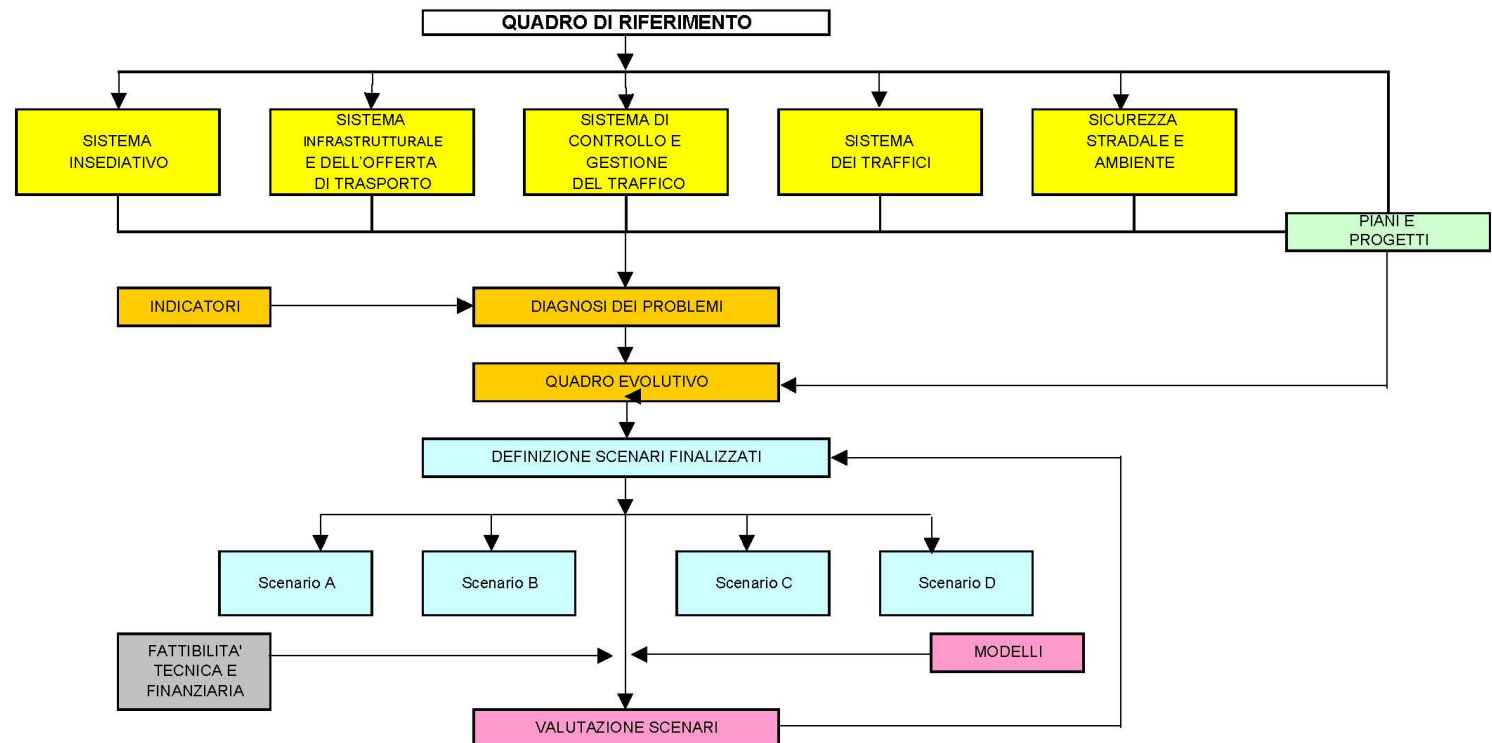 QUADRO DI RIFERIMENTO
SISTEMA
INSEDIATIVO
SISTEMA
INFRASTRUTTURALE
E DELL'OFFERTA
DI TRASPORTO
SISTEMA DI
CONTROLLO E
GESTIONE
DEL TRAFFICO
SISTEMA
DEI TRAFFICI
SICUREZZA
STRADALE E
AMBIENTE
PIANI E
PROGETTI
INDICATORI
DIAGNOSI DEI PROBLEMI
QUADRO EVOLUTIVO
DEFINIZIONE SCENARI FINALIZZATI
Scenario A
Scenario B
Scenario C
Scenario D
FATTIBILITA'
TECNICA E
FINANZIARIA
MODELLI
VALUTAZIONE SCENARI